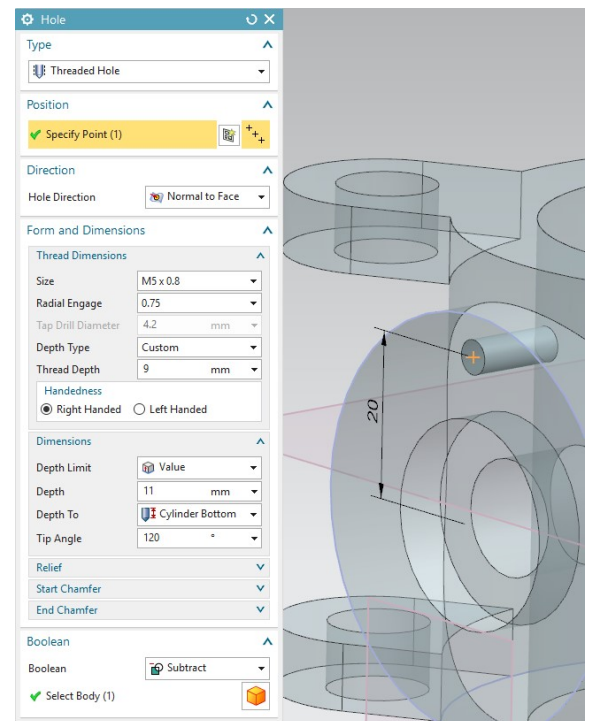 Hole
Type
Threaded Hole
Position
Specify Point (1)
Direction
Hole Direction Normal to Face
Form and Dimensions
Thread Dimensions
Size M5 x 0.8
Radial Engage 0.75
Tap Drill Diameter 4.2 mm
Depth Type Custom
Thread Depth 9 mm
Handedness
Right Handed Left Handed
Dimensions
Depth Limit Value
Depth 11 mm
Depth To Cylinder Bottom
Tip Angle 120 °
Relief
Start Chamfer
End Chamfer
Boolean
Boolean Subtract
Select Body (1)
20